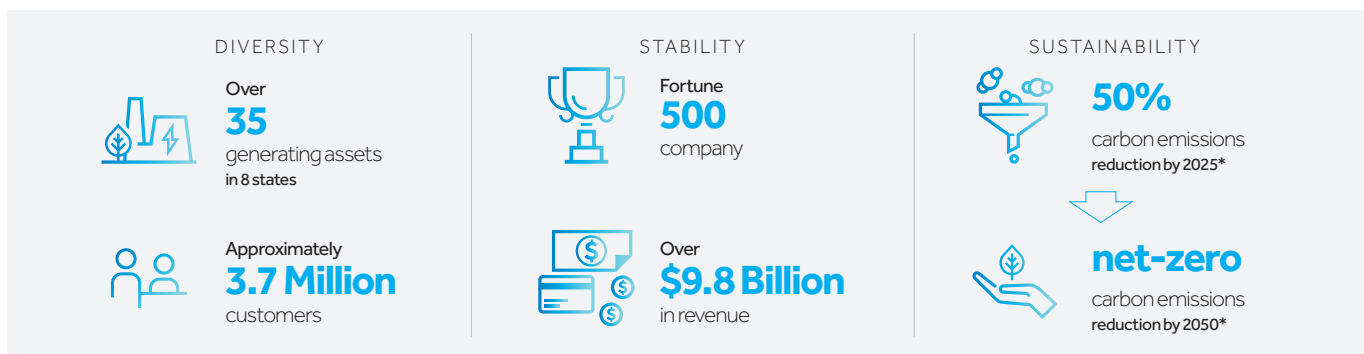 DIVERSITY
Over
35
generating assets
in 8 states
Approximately
3.7 Million
customers
STABILITY
Fortune
500
company
$
Over
$9.8 Billion
$
$
in revenue
SUSTAINABILITY
50%
carbon emissions
reduction by 2025*
net-zero
carbon emissions
reduction by 2050*